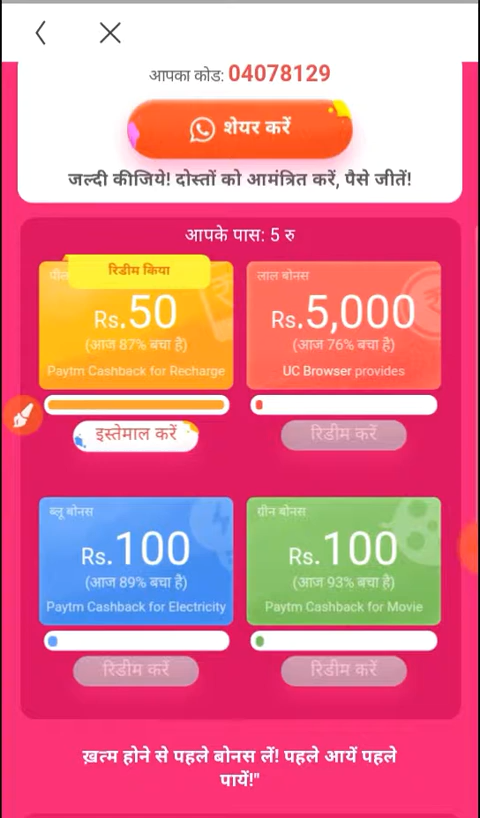 आपका कोड: 04078129
शेयर करें
जल्दी कीजिये! दोस्तों को आमंत्रित करें, पैसे जीतें!
आपके पास: 5 रु
रिडीम किया
लाल बोनस
Rs.50
Rs.5,000
(आज 87% बचा है)
(आज 76% बचा है)
Paytm Cashback for Recharge
UC Browser provides
इस्तेमाल करें
रिडीम करें
ब्लू बोनस
ग्रीन बोनस
Rs.100
Rs.100
(आज 89% बचा है)
(आज 93% बचा है)
Paytm Cashback for Electricity
Paytm Cashback for Movie
रिडीम करें
रिडीम करें
ख़त्म होने से पहले बोनस लें! पहले आयें पहले
पायें!"